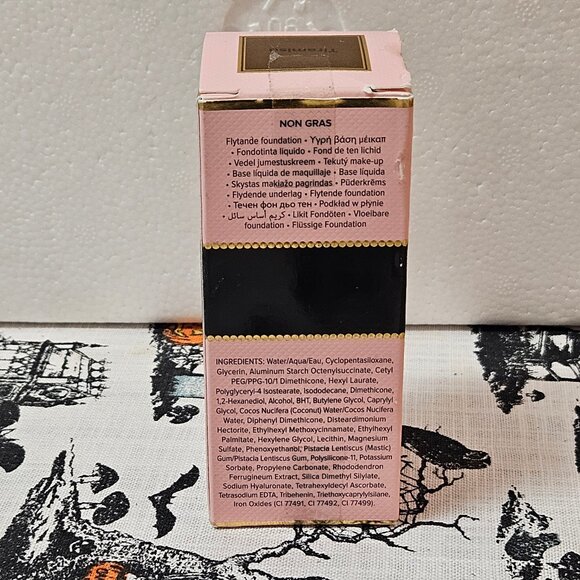 Tiramisu
NON GRAS
Flytande foundation • Υγρή βάση μέικαπ
• Fondotinta liquido • Fond de ten lichid
• Vedel jumestuskreem • Tekutý make-up
• Base líquida de maquillaje • Base líquida
• Skystas makiažo pagrindas • Pūderkrēms
• Flydende underlag • Flytende foundation
• Течен фон дьо тен • Podkład w płynie
• كريم أساس سائل • Likit Fondöten • Vloeibare
foundation • Flüssige Foundation
INGREDIENTS: Water/Aqua/Eau, Cyclopentasiloxane,
Glycerin, Aluminum Starch Octenylsuccinate, Cetyl
PEG/PPG-10/1 Dimethicone, Hexyl Laurate,
Polyglyceryl-4 Isostearate, Isododecane, Dimethicone,
1,2-Hexanediol, Alcohol, BHT, Butylene Glycol, Caprylyl
Glycol, Cocos Nucifera (Coconut) Water/Cocos Nucifera
Water, Diphenyl Dimethicone, Disteardimonium
Hectorite, Ethylhexyl Methoxycinnamate, Ethylhexyl
Palmitate, Hexylene Glycol, Lecithin, Magnesium
Sulfate, Phenoxyethanol, Pistacia Lentiscus (Mastic)
Gum/Pistacia Lentiscus Gum, Polysilicone-11, Potassium
Sorbate, Propylene Carbonate, Rhododendron
Ferrugineum Extract, Silica Dimethyl Silylate,
Sodium Hyaluronate, Tetrahexyldecyl Ascorbate,
Tetrasodium EDTA, Tribehenin, Triethoxycaprylylsilane,
Iron Oxides (CI 77491, CI 77492, CI 77499).